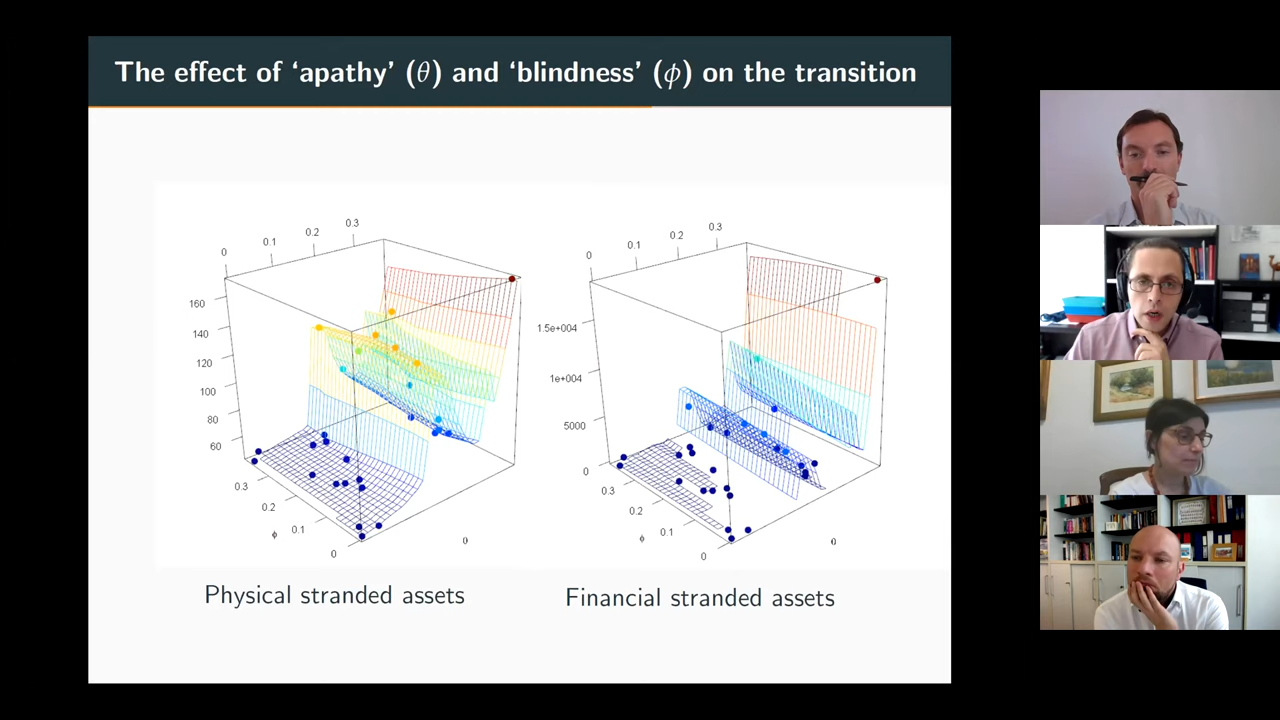 The effect of ‘apathy’ (θ) and ‘blindness’ (ϕ) on the transition
0 0.1 0.2 0.3
160
140
120
100
80
60
0.3
0.2
0.1
0
ϕ
θ
0 0.1 0.2 0.3
1.5e+004
1e+004
5000
0
0.3
0.2
0.1
0
ϕ
θ
Physical stranded assets
Financial stranded assets